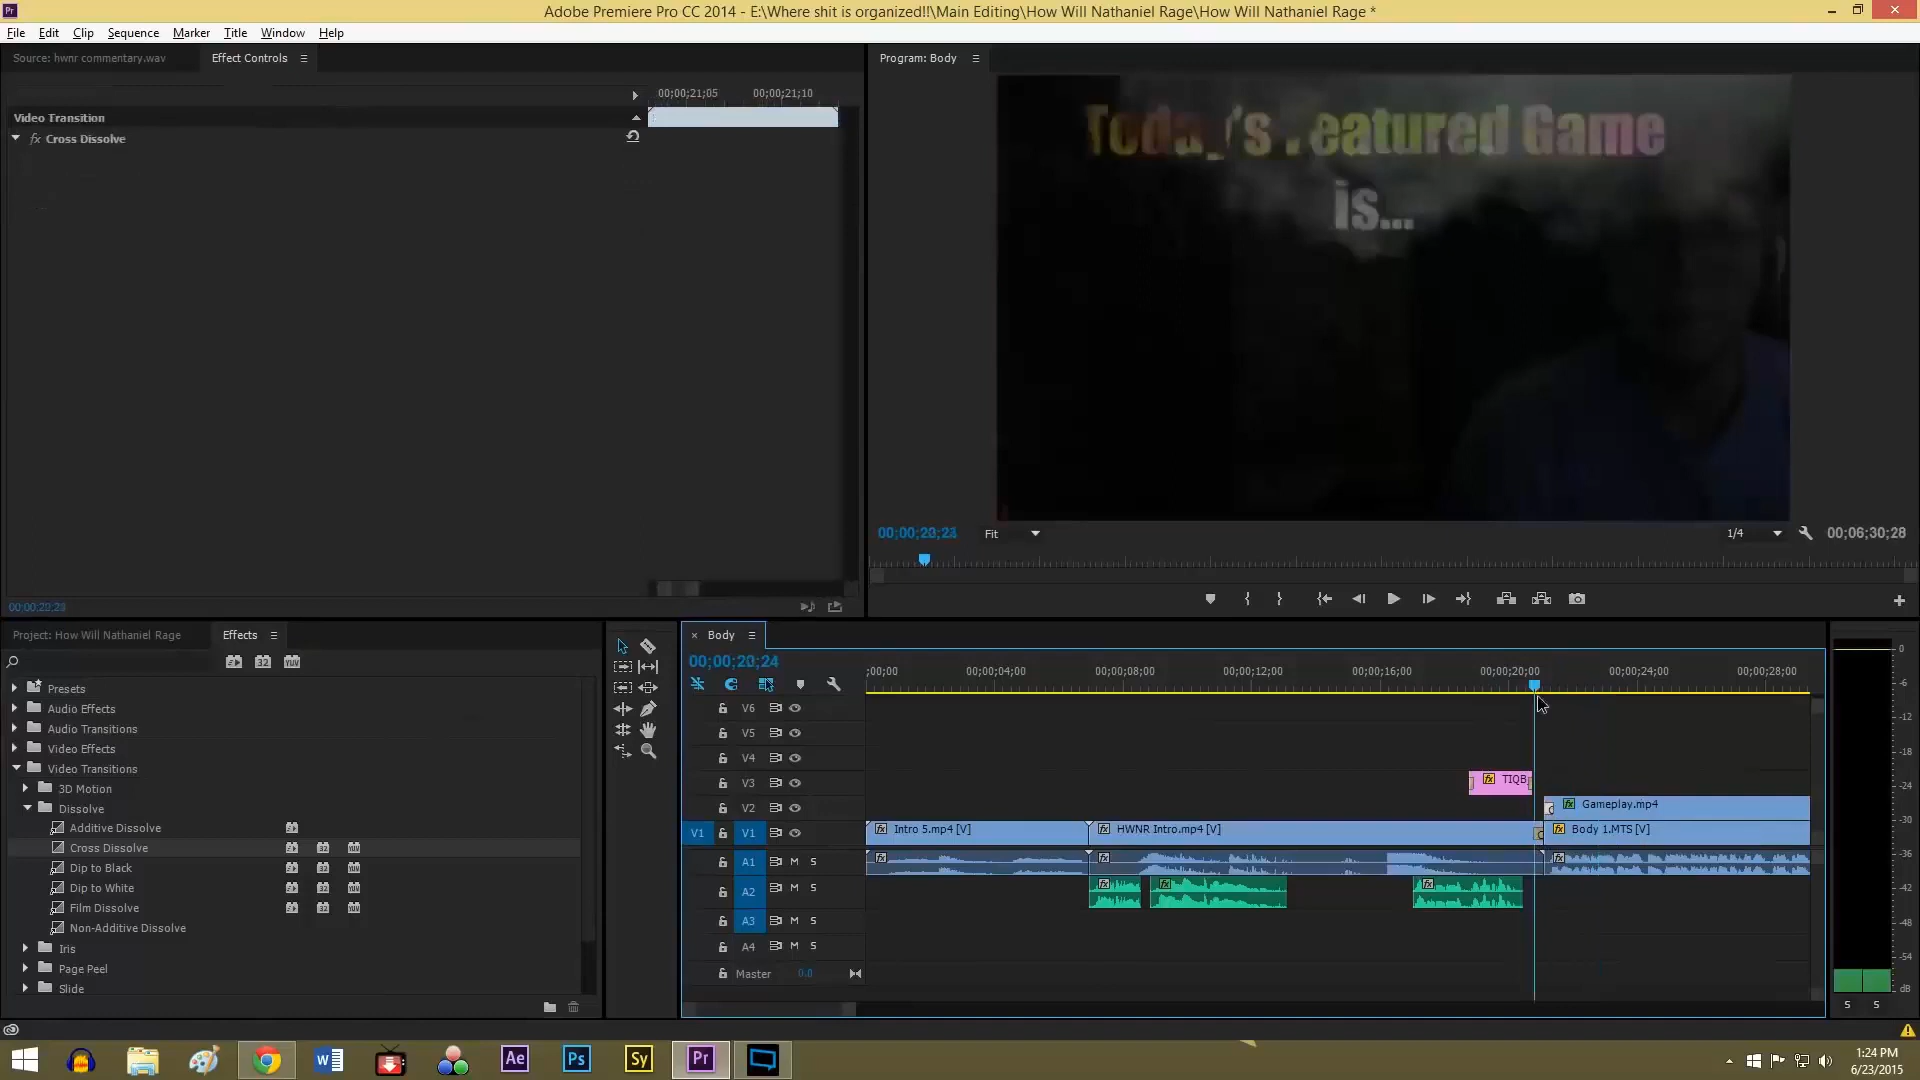 Adobe Premiere Pro CC 2014 - E:\Where shit is organized!!\Main Editing\How Will Nathaniel Rage\How Will Nathaniel Rage *
File Edit Clip Sequence Marker Title Window Help
Source: hwnr commentary.wav
Effect Controls
00;00;21;05 00;00;21;10
Video Transition
fx Cross Dissolve
Program: Body
Today's Featured Game
is...
Fit
1/4
00;06;30;28
Project: How Will Nathaniel Rage
Effects
32
YUV
Presets
Audio Effects
Audio Transitions
Video Effects
Video Transitions
3D Motion
Dissolve
Additive Dissolve
Cross Dissolve
Dip to Black
Dip to White
Film Dissolve
Non-Additive Dissolve
Iris
Page Peel
Slide
Body
00;00;20;24
;00;00 00;00;04;00 00;00;08;00 00;00;12;00 00;00;16;00 00;00;20;00 00;00;24;00 00;00;28;00
V6
V5
V4
V3
TIQB
V2
Gameplay.mp4
V1 V1
Intro 5.mp4 [V]
HWNR Intro.mp4 [V]
Body 1.MTS [V]
A1 M S
A2 M S
A3 M S
A4 M S
Master 0.0
0
-6
-12
-18
-24
-30
-36
-42
-48
-54
dB
S S
Ae
Ps
Sy
Pr
1:24 PM
6/23/2015